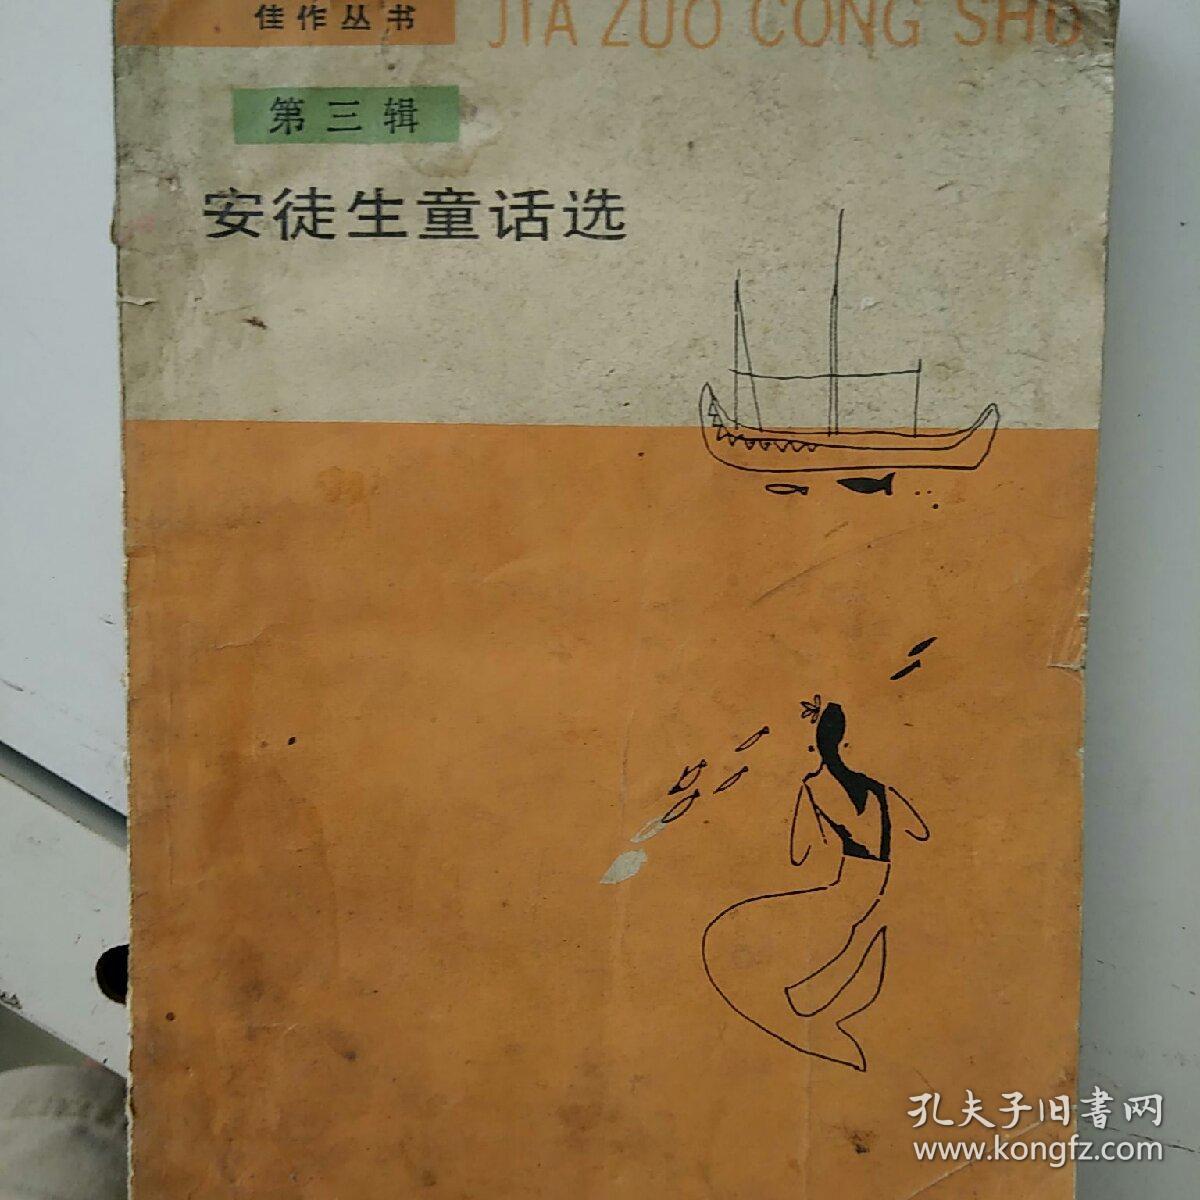 佳作丛书 JIA ZUO CONG SHU
第三辑
安徒生童话选
孔夫子旧書网
www.kongfz.com